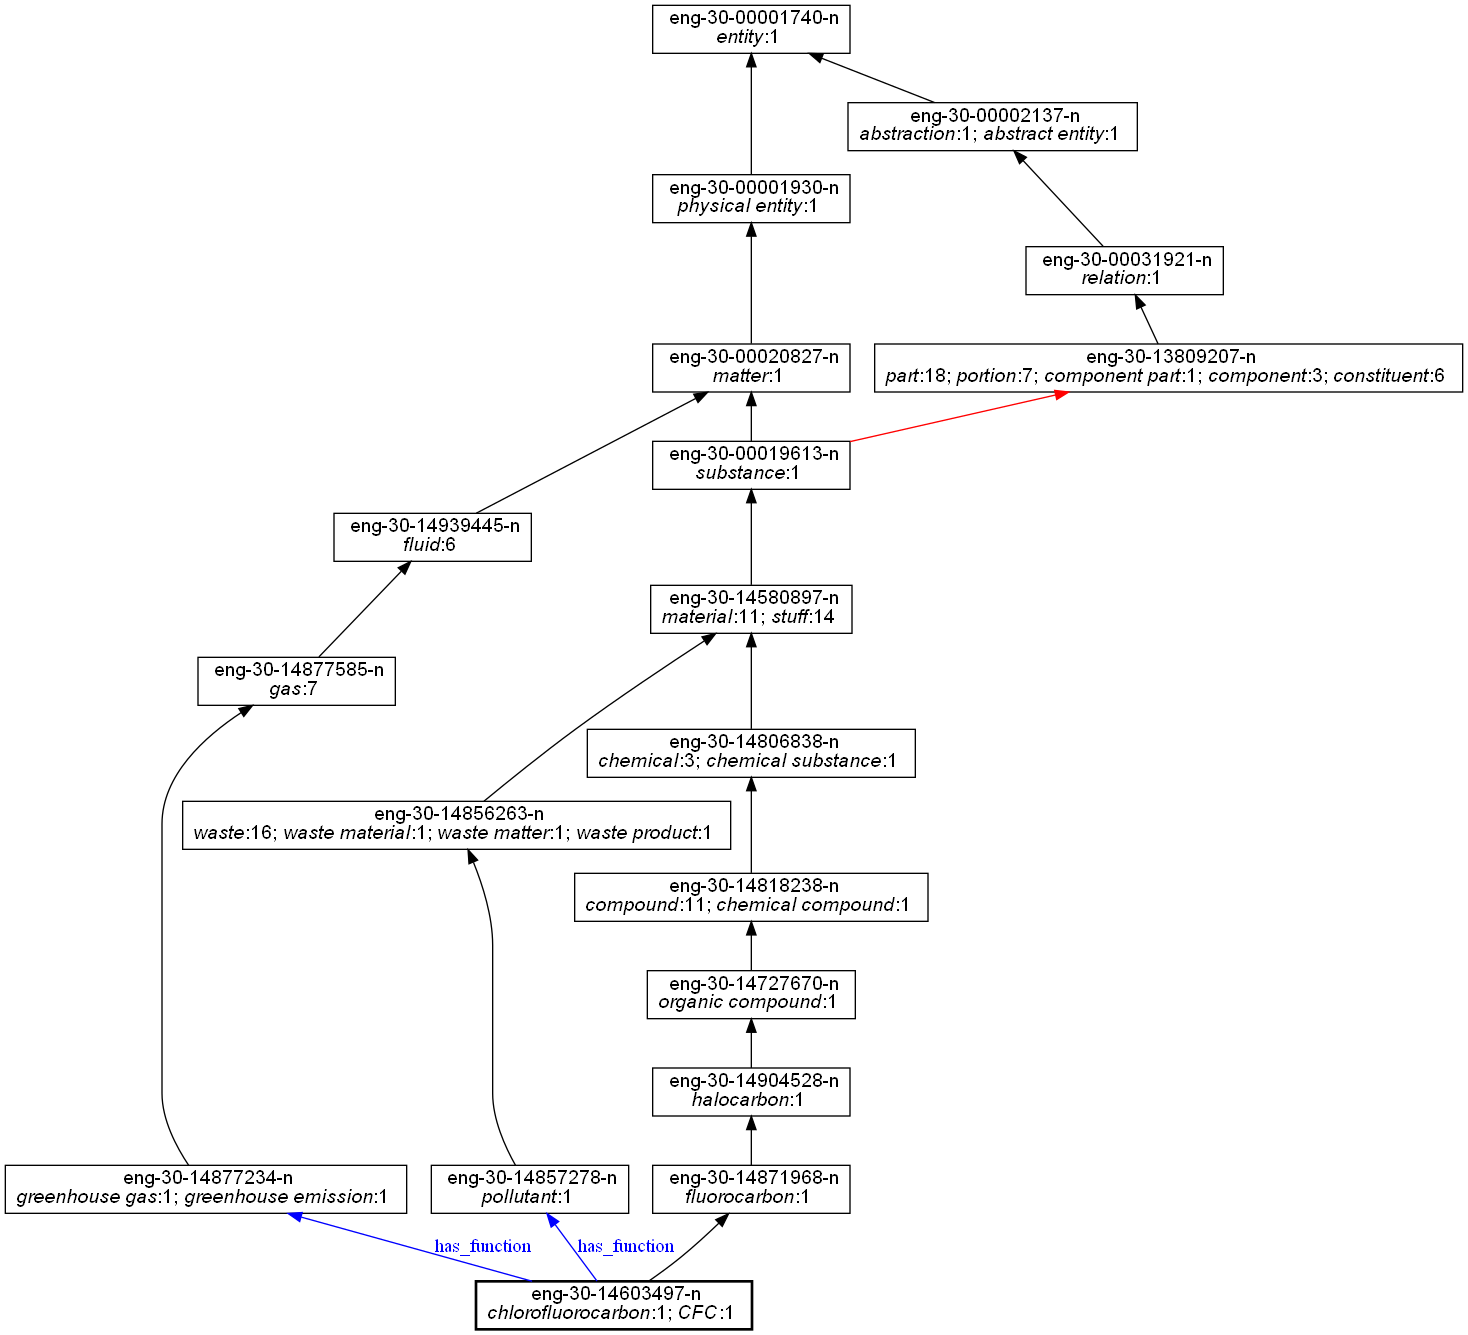 eng-30-00001740-n
entity:1
eng-30-00002137-n
abstraction:1; abstract entity:1
eng-30-00001930-n
physical entity:1
eng-30-00031921-n
relation:1
eng-30-00020827-n
matter:1
eng-30-13809207-n
part:18; portion:7; component part:1; component:3; constituent:6
eng-30-00019613-n
substance:1
eng-30-14939445-n
fluid:6
eng-30-14580897-n
material:11; stuff:14
eng-30-14877585-n
gas:7
eng-30-14806838-n
chemical:3; chemical substance:1
eng-30-14856263-n
waste:16; waste material:1; waste matter:1; waste product:1
eng-30-14818238-n
compound:11; chemical compound:1
eng-30-14727670-n
organic compound:1
eng-30-14904528-n
halocarbon:1
eng-30-14877234-n
greenhouse gas:1; greenhouse emission:1
eng-30-14857278-n
pollutant:1
eng-30-14871968-n
fluorocarbon:1
has_function
has_function
eng-30-14603497-n
chlorofluorocarbon:1; CFC:1